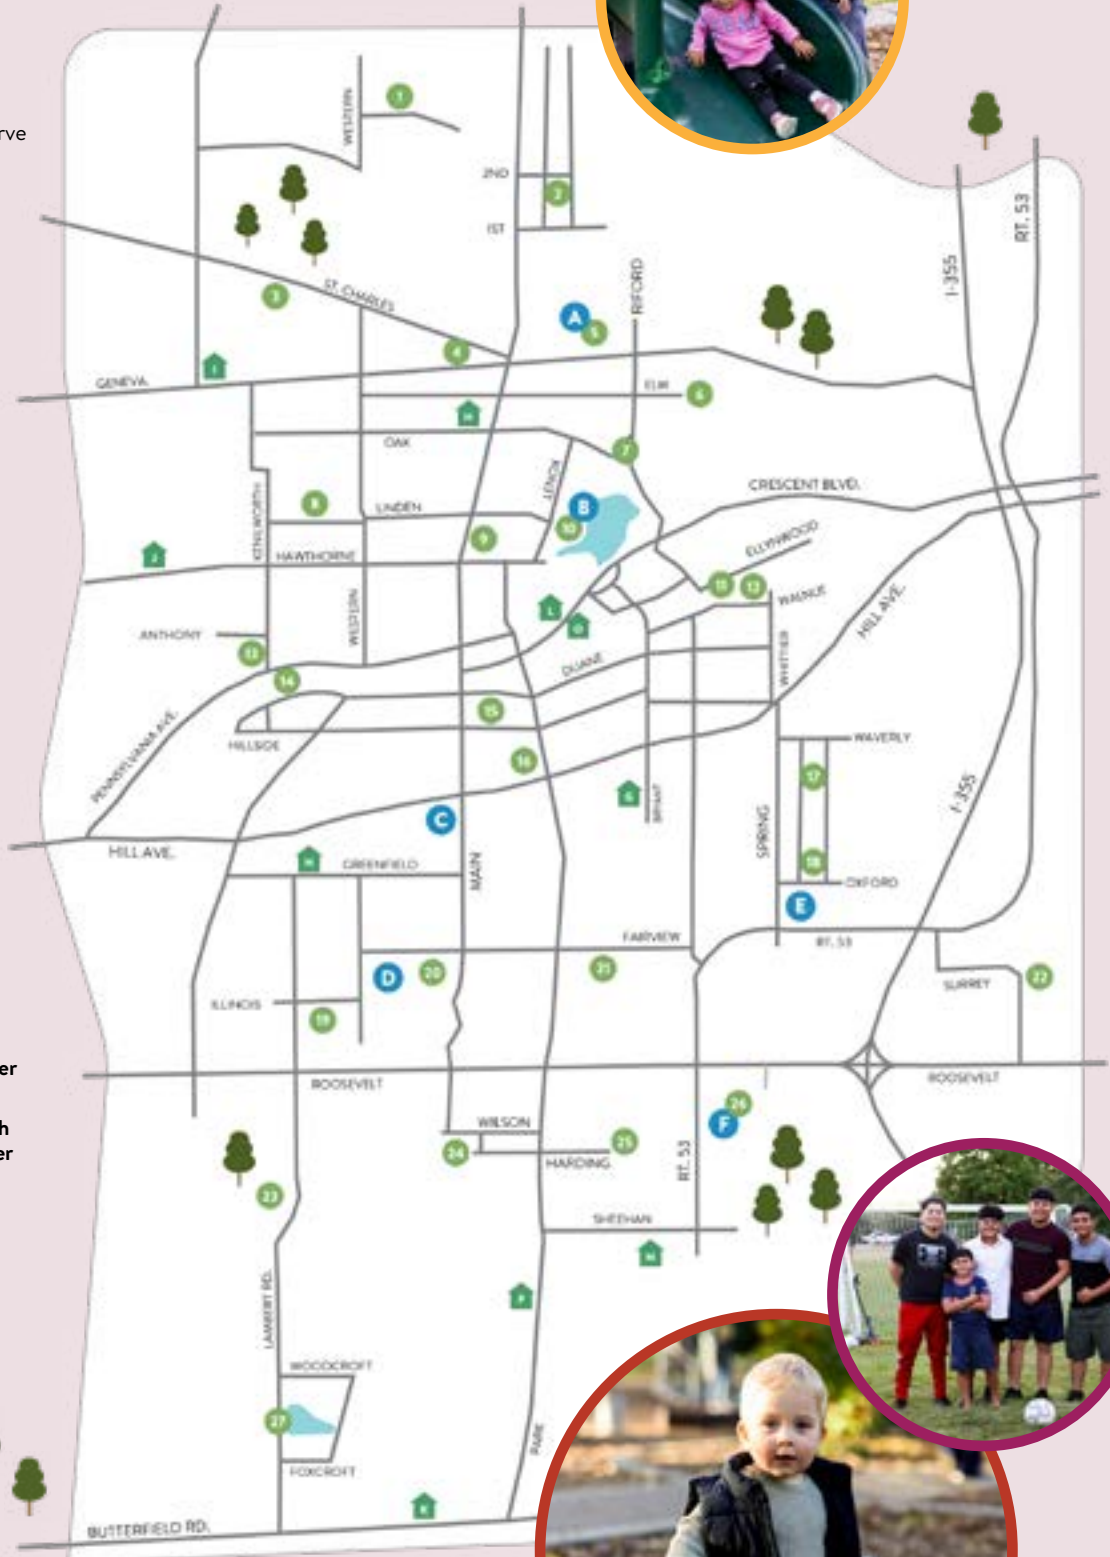 rve
WESTERN
1
2ND
2
1ST
RT. 53
I-355
RIFORD
3
ST. CHARLES
A
5
4
I
GENEVA
ELM
6
H
OAK
7
LENOX
CRESCENT BLVD.
KENILWORTH
8
LINDEN
B
10
9
ELLYNWOOD
J
HAWTHORNE
11
12
WALNUT
HILL AVE.
L
O
WESTERN
ANTHONY
13
DUANE
WHITTIER
14
15
PENNSYLVANIA AVE.
HILLSIDE
WAVERLY
16
17
G
BRYANT
I-355
C
SPRING
HILL AVE.
GREENFIELD
MAIN
18
OXFORD
E
FAIRVIEW
RT. 53
D
20
21
22
SURREY
ILLINOIS
19
er
ROOSEVELT
ROOSEVELT
26
F
h
WILSON
25
er
24
HARDING
RT. 53
23
SHEEHAN
P
LAMBERT RD.
WOODCROFT
27
PARK
FOXCROFT
K
BUTTERFIELD RD.